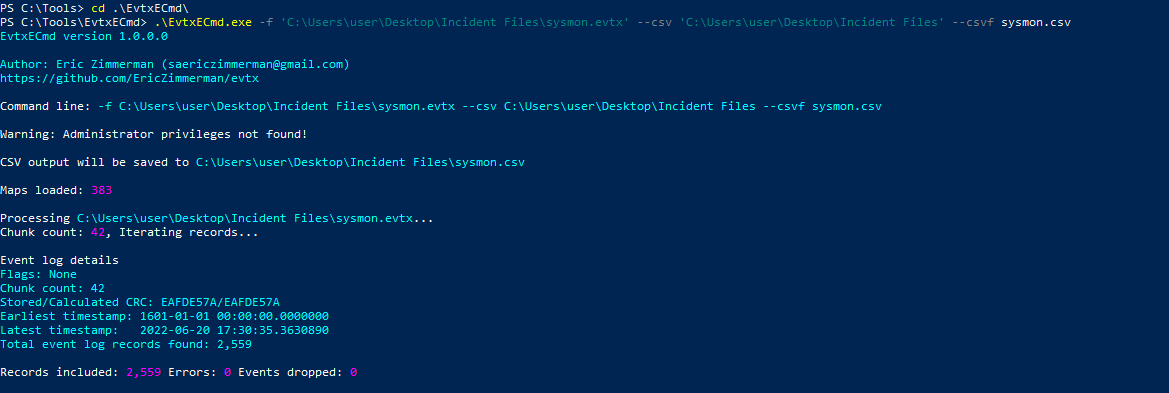 PS C:\Tools> cd .\EvtxECmd\
PS C:\Tools\EvtxECmd> .\EvtxECmd.exe -f 'C:\Users\user\Desktop\Incident Files\sysmon.evtx' --csv 'C:\Users\user\Desktop\Incident Files' --csvf sysmon.csv
EvtxECmd version 1.0.0.0
Author: Eric Zimmerman (saericzimmerman@gmail.com)
https://github.com/EricZimmerman/evtx
Command line: -f C:\Users\user\Desktop\Incident Files\sysmon.evtx --csv C:\Users\user\Desktop\Incident Files --csvf sysmon.csv
Warning: Administrator privileges not found!
CSV output will be saved to C:\Users\user\Desktop\Incident Files\sysmon.csv
Maps loaded: 383
Processing C:\Users\user\Desktop\Incident Files\sysmon.evtx...
Chunk count: 42, Iterating records...
Event log details
Flags: None
Chunk count: 42
Stored/Calculated CRC: EAFDE57A/EAFDE57A
Earliest timestamp: 1601-01-01 00:00:00.0000000
Latest timestamp:   2022-06-20 17:30:35.3630890
Total event log records found: 2,559
Records included: 2,559 Errors: 0 Events dropped: 0